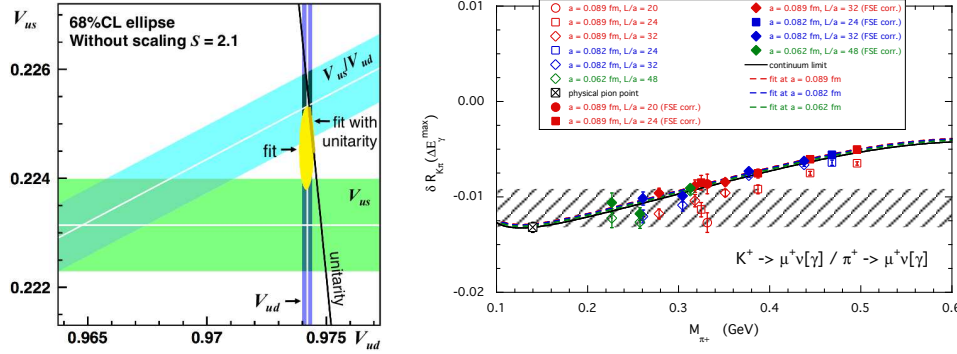 V_us
68%CL ellipse
Without scaling S = 2.1
0.226
0.224
0.222
V_us/V_ud
fit with
unitarity
fit
V_us
unitarity
V_ud
0.965
0.97
0.975
V_ud
a = 0.089 fm, L/a = 20
a = 0.089 fm, L/a = 24
a = 0.089 fm, L/a = 32
a = 0.082 fm, L/a = 24
a = 0.082 fm, L/a = 32
a = 0.062 fm, L/a = 48
physical pion point
a = 0.089 fm, L/a = 20 (FSE corr.)
a = 0.089 fm, L/a = 24 (FSE corr.)
a = 0.089 fm, L/a = 32 (FSE corr.)
a = 0.082 fm, L/a = 24 (FSE corr.)
a = 0.082 fm, L/a = 32 (FSE corr.)
a = 0.062 fm, L/a = 48 (FSE corr.)
continuum limit
fit at a = 0.089 fm
fit at a = 0.082 fm
fit at a = 0.062 fm
0.00
-0.01
-0.02
δ R_Kπ (ΔE_γ^max)
K⁺ -> μ⁺ν[γ] / π⁺ -> μ⁺ν[γ]
0.1
0.2
0.3
0.4
0.5
0.6
M_π+ (GeV)